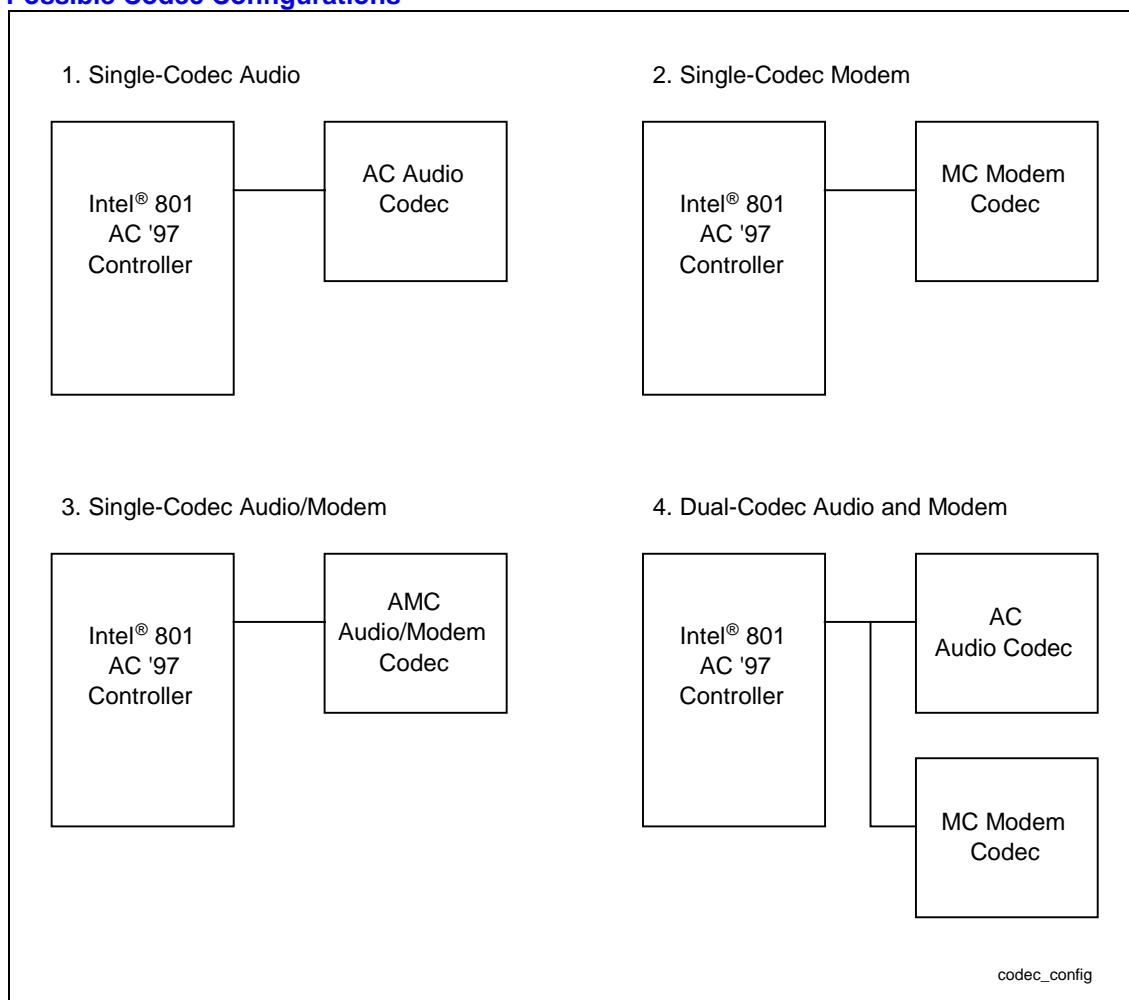 Possible Codec Configurations
1. Single-Codec Audio
Intel® 801
AC '97
Controller
AC Audio
Codec
2. Single-Codec Modem
Intel® 801
AC '97
Controller
MC Modem
Codec
3. Single-Codec Audio/Modem
Intel® 801
AC '97
Controller
AMC
Audio/Modem
Codec
4. Dual-Codec Audio and Modem
Intel® 801
AC '97
Controller
AC
Audio Codec
MC Modem
Codec
codec_config